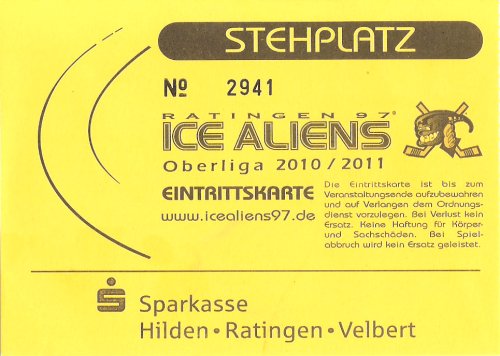 STEHPLATZ
Nº 2941
RATINGEN 97
ICE ALIENS
Oberliga 2010/2011
EINTRITTSKARTE
www.icealiens97.de
Die Eintrittskarte ist bis zum
Veranstaltungsende aufzubewahren
und auf Verlangen dem Ordnungs-
dienst vorzulegen. Bei Verlust kein
Ersatz. Keine Haftung für Körper-
und Sachschäden. Bei Spiel-
abbruch wird kein Ersatz geleistet.
Sparkasse
Hilden • Ratingen • Velbert